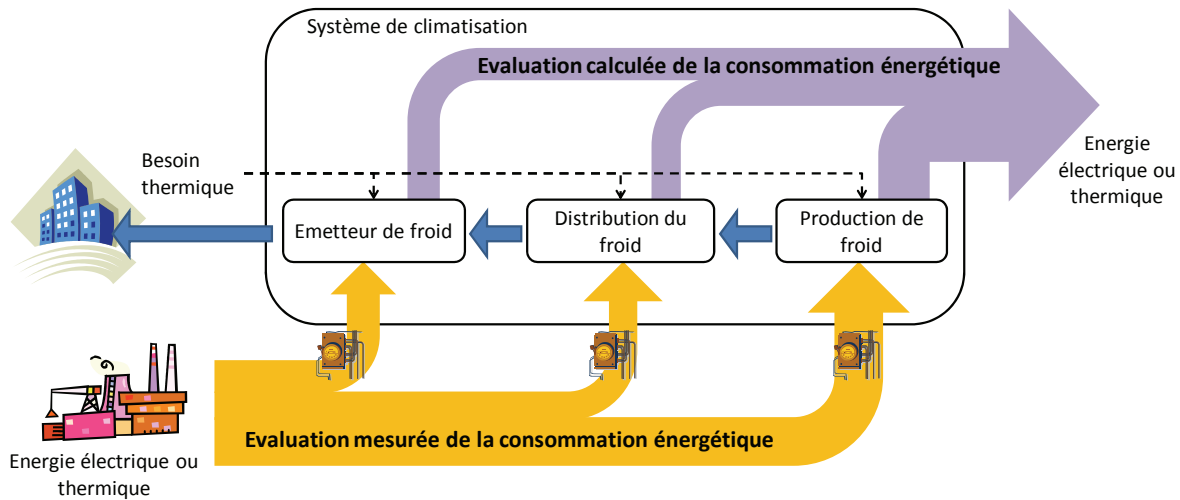 Système de climatisation
Evaluation calculée de la consommation énergétique
Besoin
thermique
Energie
électrique ou
thermique
Emetteur de froid
Distribution du
froid
Production de
froid
Evaluation mesurée de la consommation énergétique
Energie électrique ou
thermique